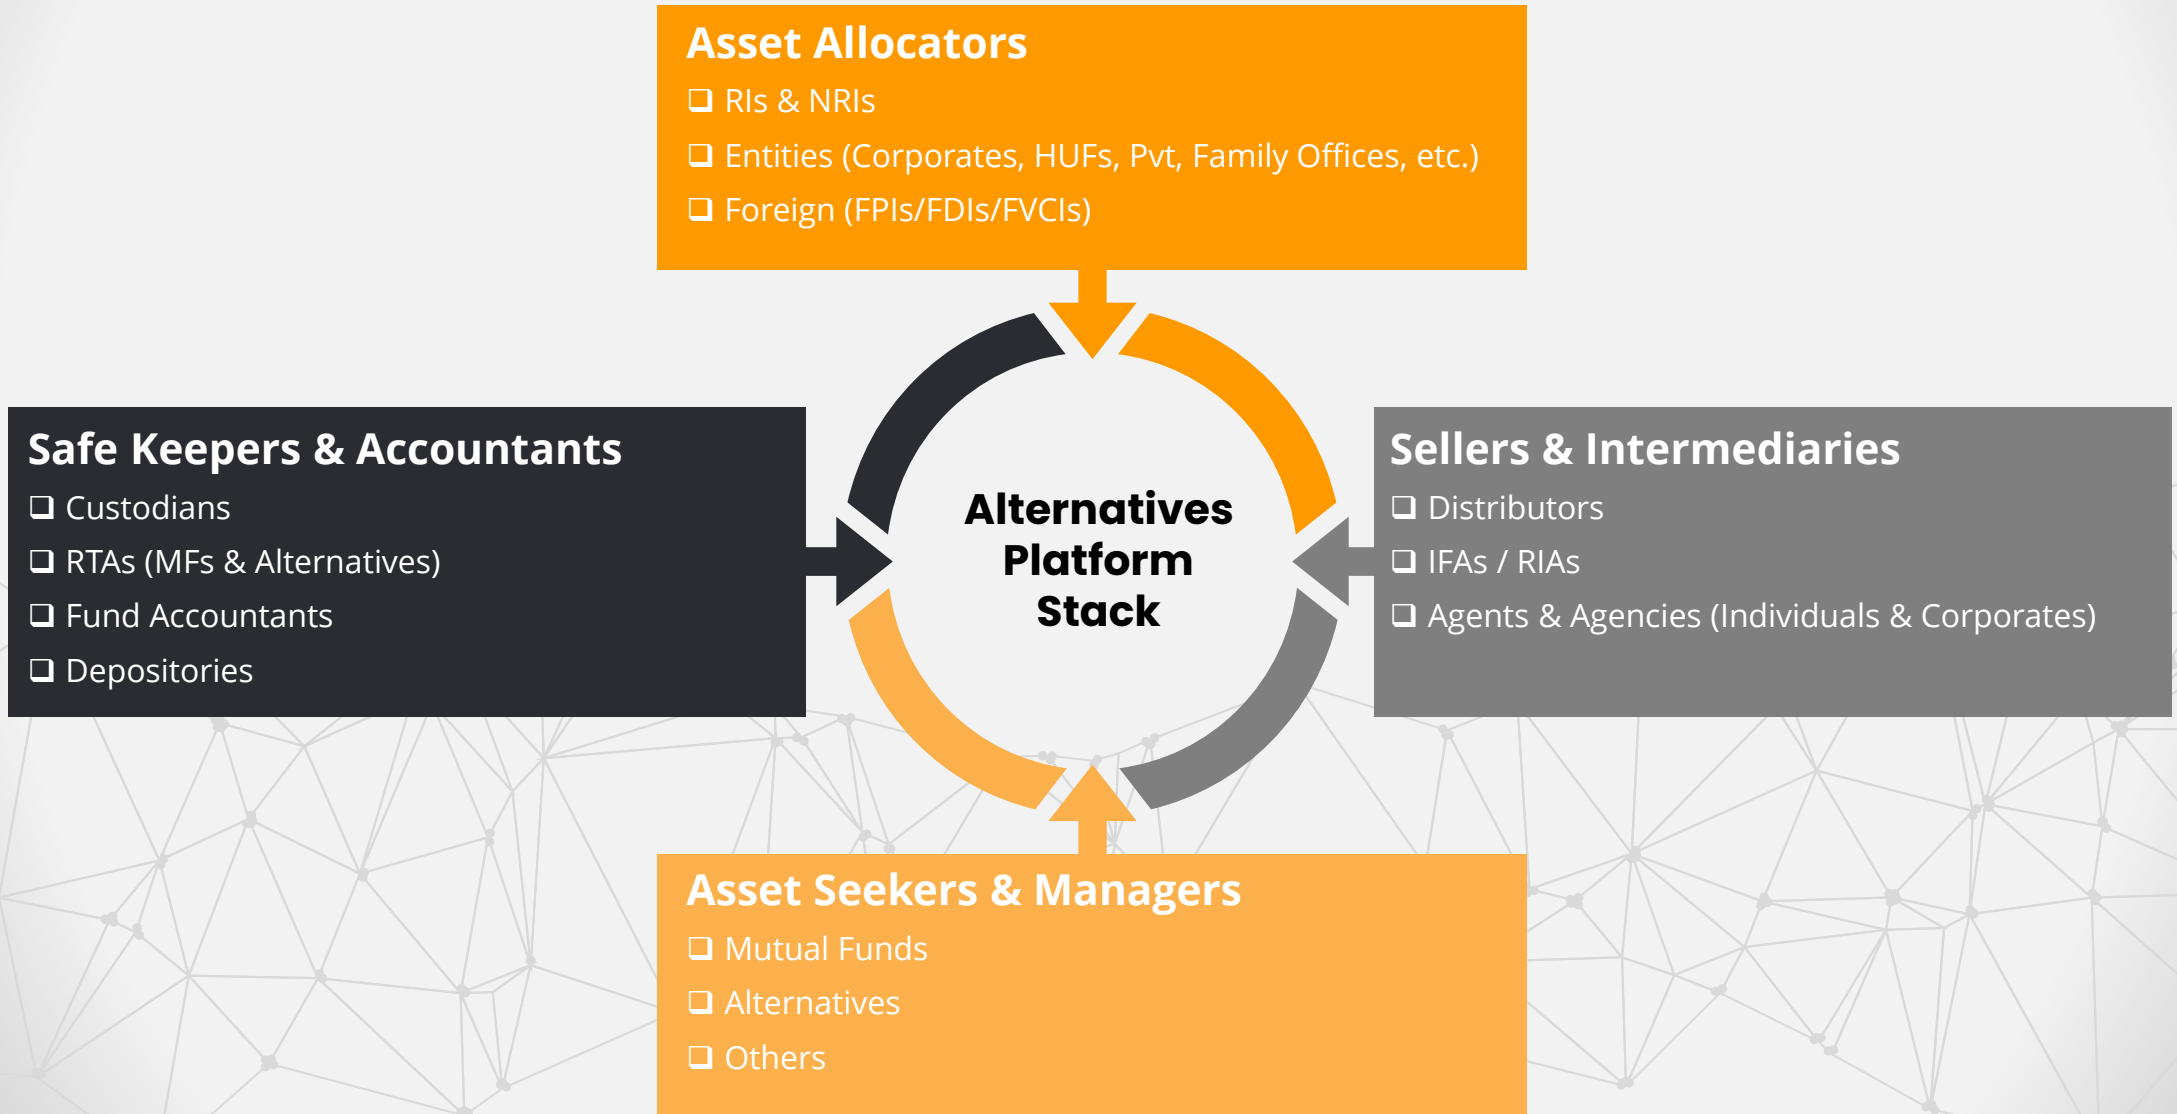 Asset Allocators
❑ RIs & NRIs
❑ Entities (Corporates, HUFs, Pvt, Family Offices, etc.)
❑ Foreign (FPIs/FDIs/FVCIs)
Safe Keepers & Accountants
❑ Custodians
❑ RTAs (MFs & Alternatives)
❑ Fund Accountants
❑ Depositories
Alternatives
Platform
Stack
Sellers & Intermediaries
❑ Distributors
❑ IFAs / RIAs
❑ Agents & Agencies (Individuals & Corporates)
Asset Seekers & Managers
❑ Mutual Funds
❑ Alternatives
❑ Others